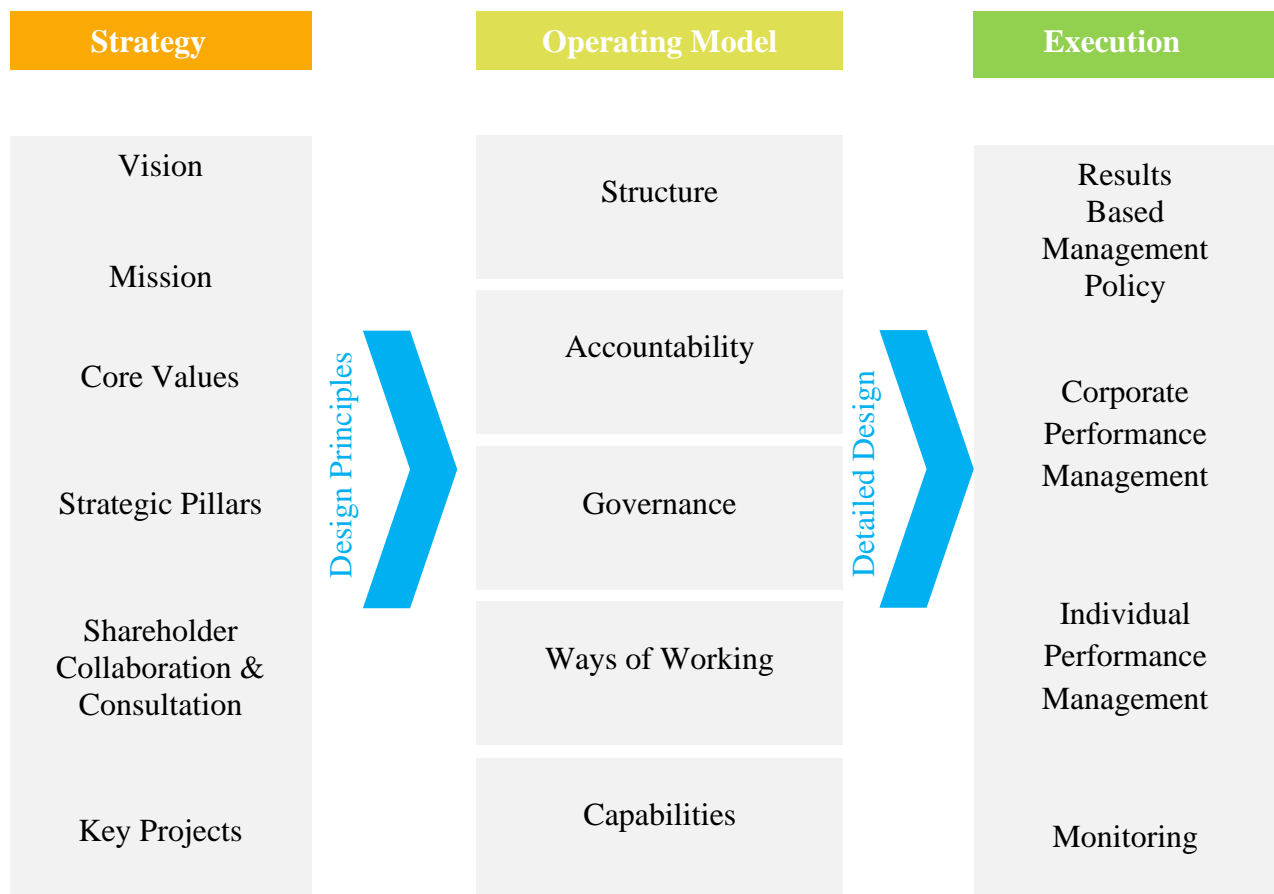 Strategy
Vision
Mission
Core Values
Strategic Pillars
Shareholder
Collaboration &
Consultation
Key Projects
Design Principles
Operating Model
Structure
Accountability
Governance
Ways of Working
Capabilities
Detailed Design
Execution
Results
Based
Management
Policy
Corporate
Performance
Management
Individual
Performance
Management
Monitoring